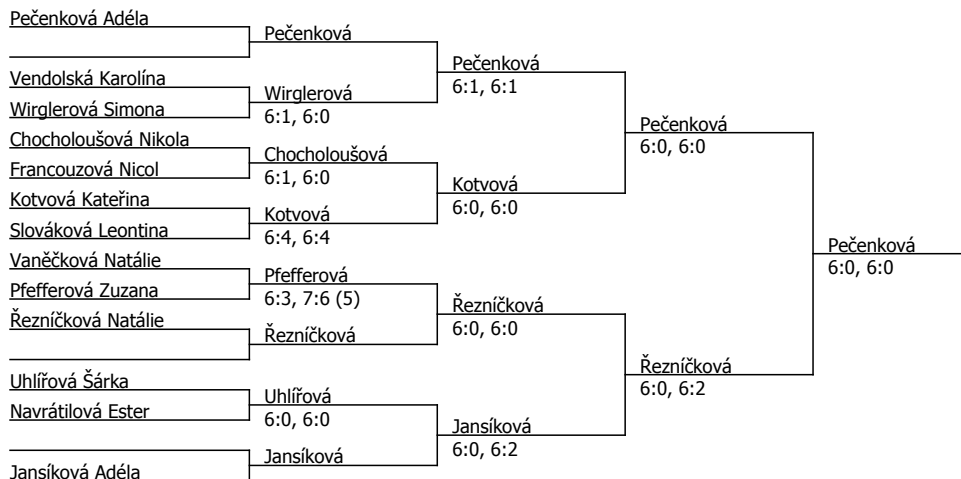 Pečenková Adéla
Vendolská Karolína
Wirglerová Simona
Chocholoušová Nikola
Francouzová Nicol
Kotvová Kateřina
Slováková Leontina
Vaněčková Natálie
Pfefferová Zuzana
Řezníčková Natálie
Uhlířová Šárka
Navrátilová Ester
Jansíková Adéla
Pečenková
Wirglerová
6:1, 6:0
Chocholoušová
6:1, 6:0
Kotvová
6:4, 6:4
Pfefferová
6:3, 7:6 (5)
Řezníčková
Uhlířová
6:0, 6:0
Jansíková
Pečenková
6:1, 6:1
Kotvová
6:0, 6:0
Řezníčková
6:0, 6:0
Jansíková
6:0, 6:2
Pečenková
6:0, 6:0
Řezníčková
6:0, 6:2
Pečenková
6:0, 6:0